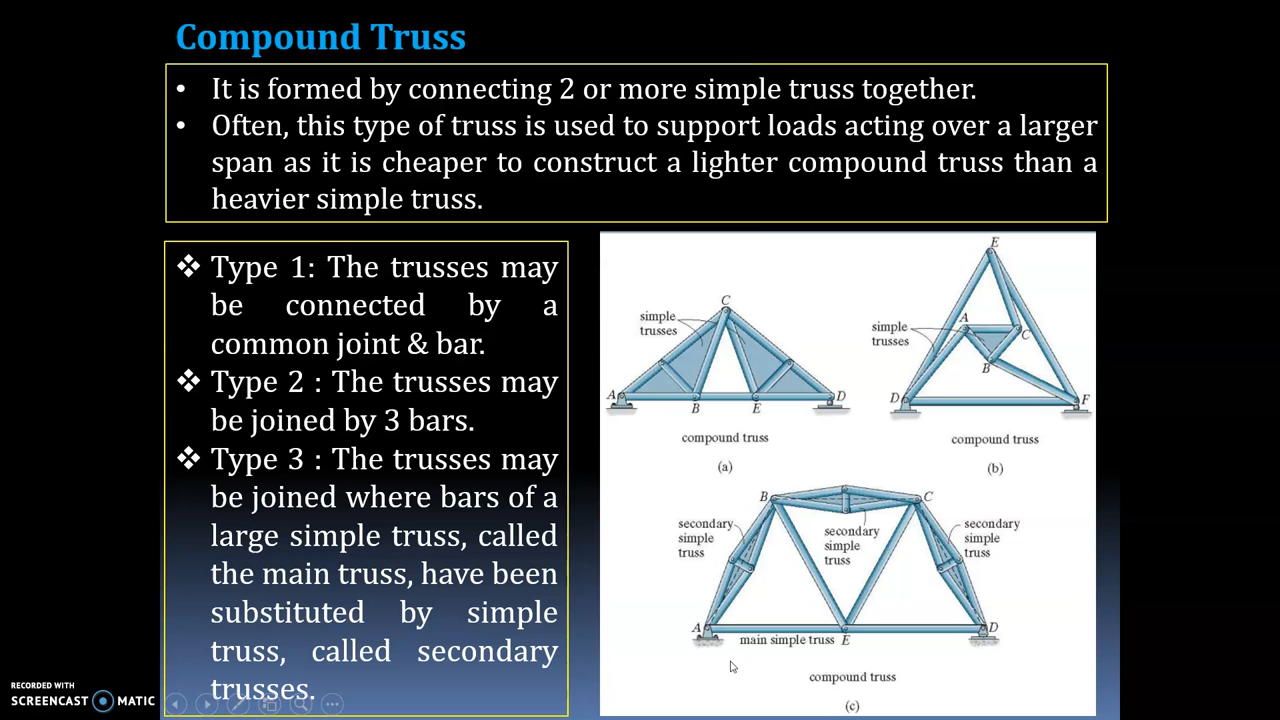 Compound Truss
• It is formed by connecting 2 or more simple truss together.
• Often, this type of truss is used to support loads acting over a larger
span as it is cheaper to construct a lighter compound truss than a
heavier simple truss.
❖ Type 1: The trusses may
be connected by a
common joint & bar.
❖ Type 2 : The trusses may
be joined by 3 bars.
❖ Type 3 : The trusses may
be joined where bars of a
large simple truss, called
the main truss, have been
substituted by simple
truss, called secondary
trusses.
C
simple
trusses
A
B
E
D
compound truss
(a)
E
A
simple
trusses
C
B
D
F
compound truss
(b)
B
C
secondary
simple
truss
secondary
simple
truss
secondary
simple
truss
A
main simple truss
E
D
compound truss
(c)
RECORDED WITH
SCREENCAST MATIC